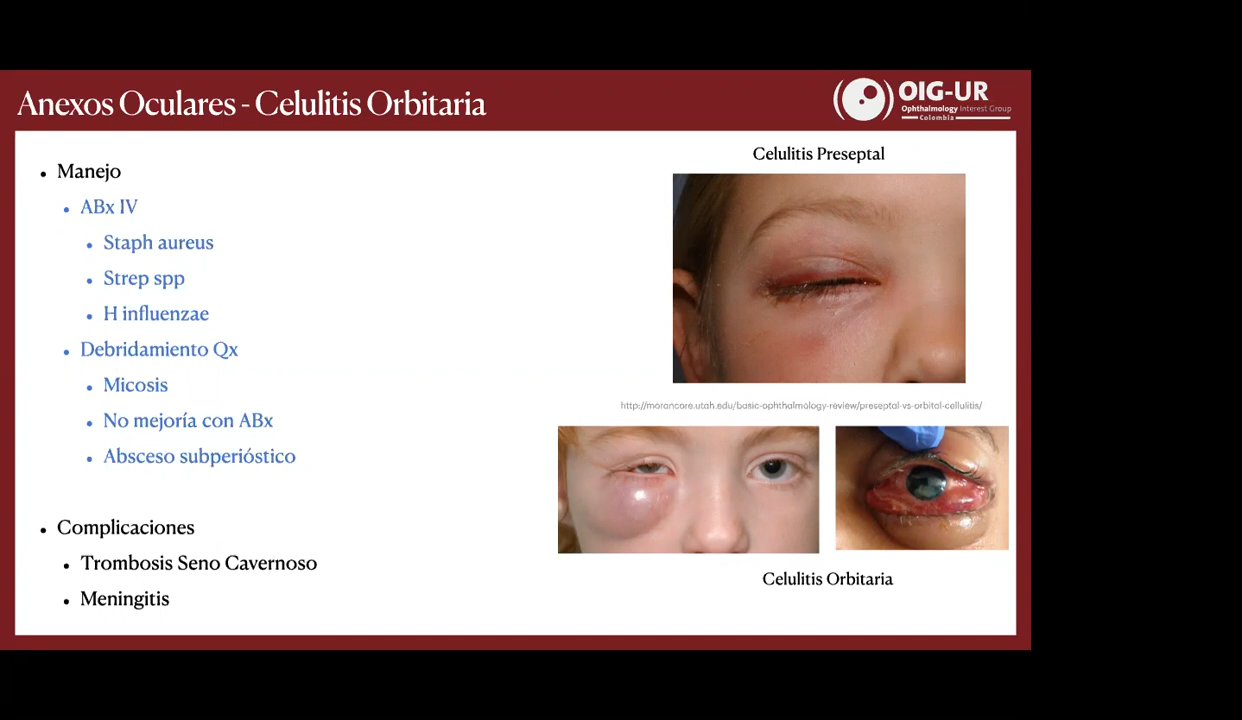 Anexos Oculares - Celulitis Orbitaria
OIG-UR
Ophthalmology Interest Group
Colombia
Manejo
ABx IV
Staph aureus
Strep spp
H influenzae
Debridamiento Qx
Micosis
No mejoría con ABx
Absceso subperióstico
Complicaciones
Trombosis Seno Cavernoso
Meningitis
Celulitis Preseptal
http://morancore.utah.edu/basic-ophthalmology-review/preseptal-vs-orbital-cellulitis/
Celulitis Orbitaria